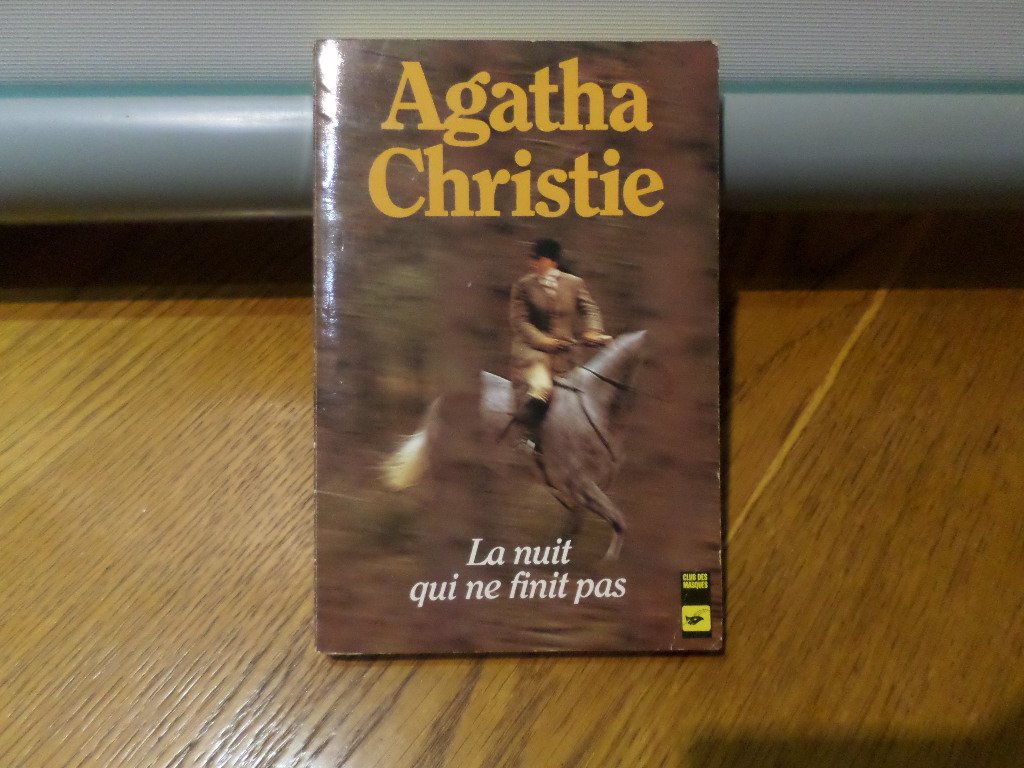 Agatha
Christie
La nuit
qui ne finit pas
CLUB DES
MASQUES